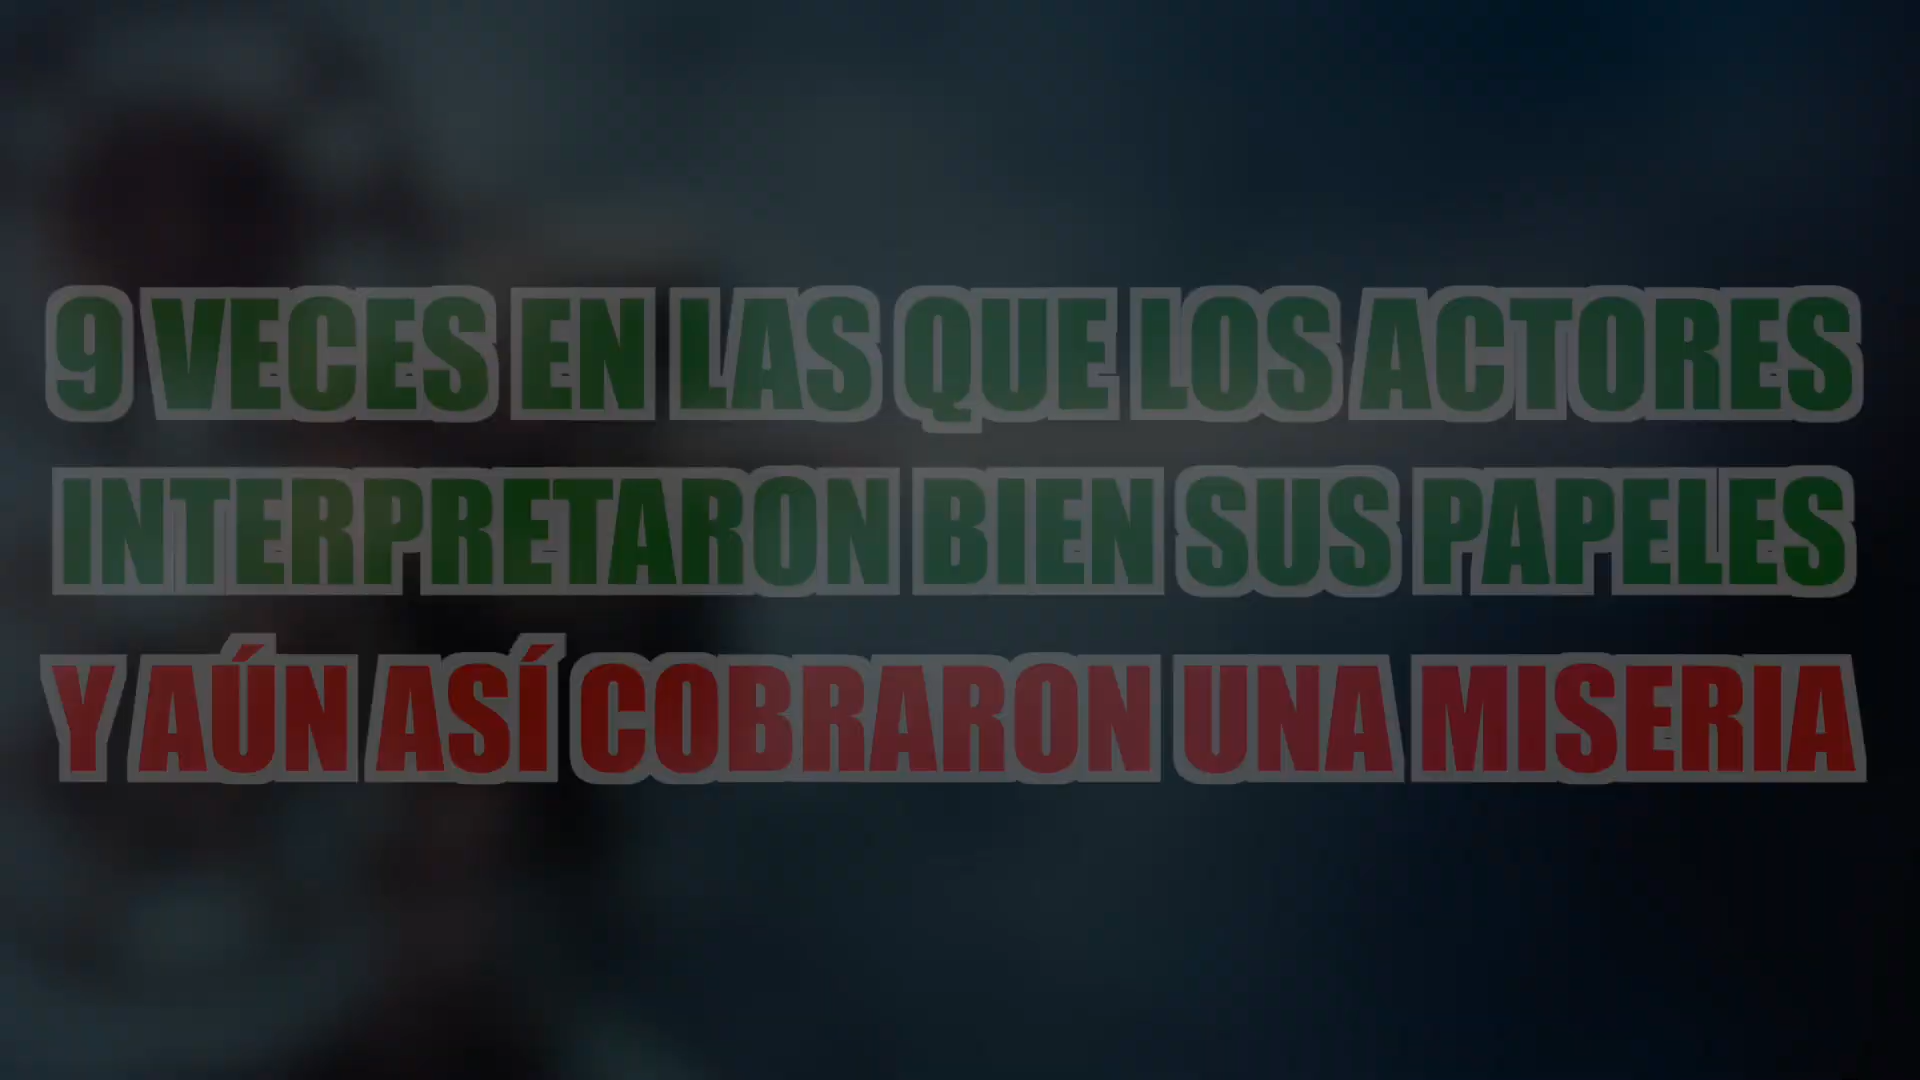 9 VECES EN LAS QUE LOS ACTORES
INTERPRETARON BIEN SUS PAPELES
Y AÚN ASÍ COBRARON UNA MISERIA